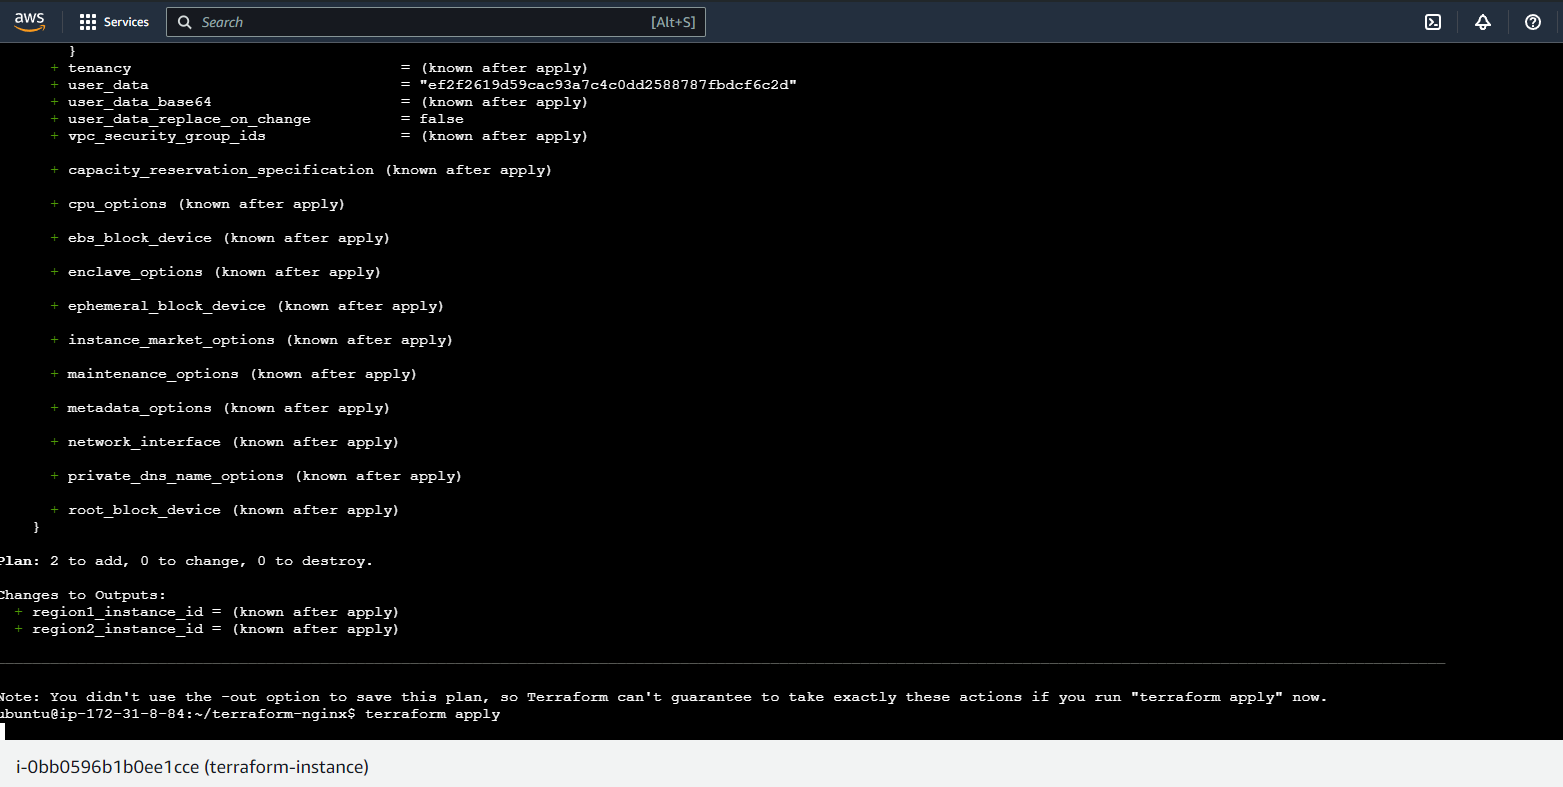 aws
Services
Search
[Alt+S]
}
+ tenancy = (known after apply)
+ user_data = "ef2f2619d59cac93a7c4c0dd2588787fbdcf6c2d"
+ user_data_base64 = (known after apply)
+ user_data_replace_on_change = false
+ vpc_security_group_ids = (known after apply)
+ capacity_reservation_specification (known after apply)
+ cpu_options (known after apply)
+ ebs_block_device (known after apply)
+ enclave_options (known after apply)
+ ephemeral_block_device (known after apply)
+ instance_market_options (known after apply)
+ maintenance_options (known after apply)
+ metadata_options (known after apply)
+ network_interface (known after apply)
+ private_dns_name_options (known after apply)
+ root_block_device (known after apply)
}
Plan: 2 to add, 0 to change, 0 to destroy.
Changes to Outputs:
+ region1_instance_id = (known after apply)
+ region2_instance_id = (known after apply)
Note: You didn't use the -out option to save this plan, so Terraform can't guarantee to take exactly these actions if you run "terraform apply" now.
ubuntu@ip-172-31-8-84:~/terraform-nginx$ terraform apply
i-0bb0596b1b0ee1cce (terraform-instance)